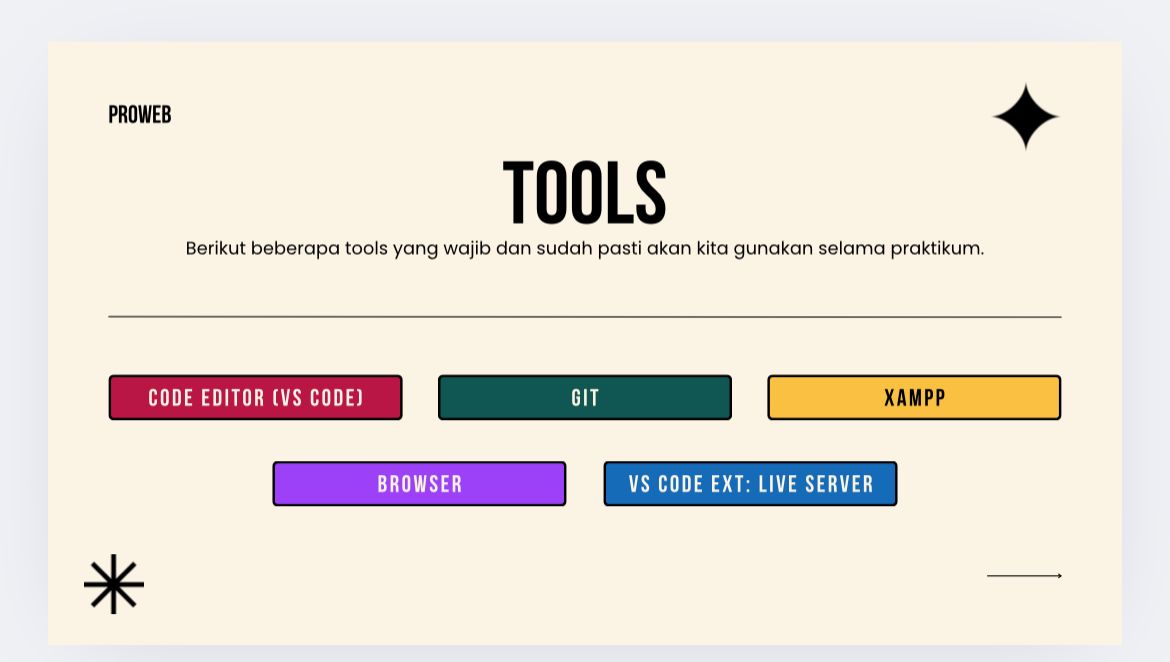 PROWEB
TOOLS
Berikut beberapa tools yang wajib dan sudah pasti akan kita gunakan selama praktikum.
CODE EDITOR (VS CODE)
GIT
XAMPP
BROWSER
VS CODE EXT: LIVE SERVER